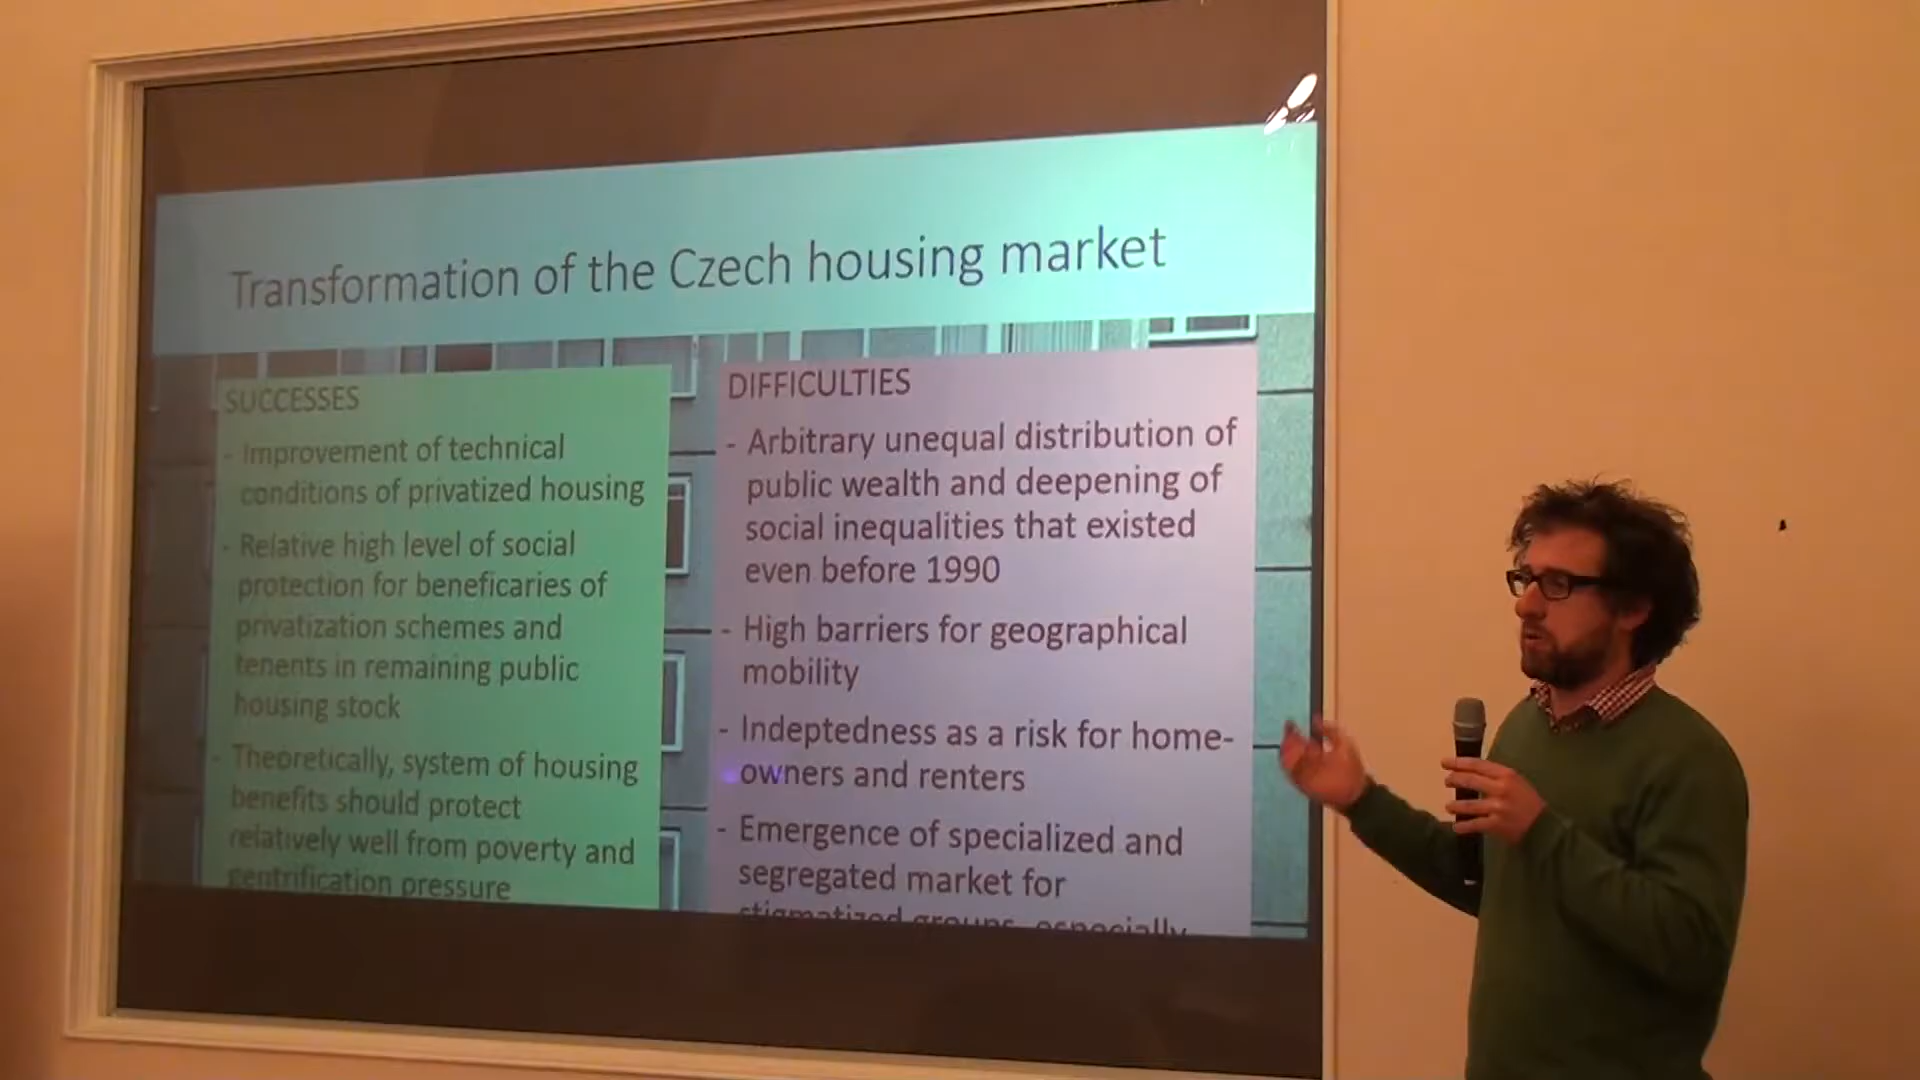 Transformation of the Czech housing market
SUCCESSES
- Improvement of technical
conditions of privatized housing
- Relative high level of social
protection for beneficaries of
privatization schemes and
tenents in remaining public
housing stock
- Theoretically, system of housing
benefits should protect
relatively well from poverty and
gentrification pressure
DIFFICULTIES
- Arbitrary unequal distribution of
public wealth and deepening of
social inequalities that existed
even before 1990
- High barriers for geographical
mobility
- Indeptedness as a risk for home-
owners and renters
- Emergence of specialized and
segregated market for
stigmatized groups, especially